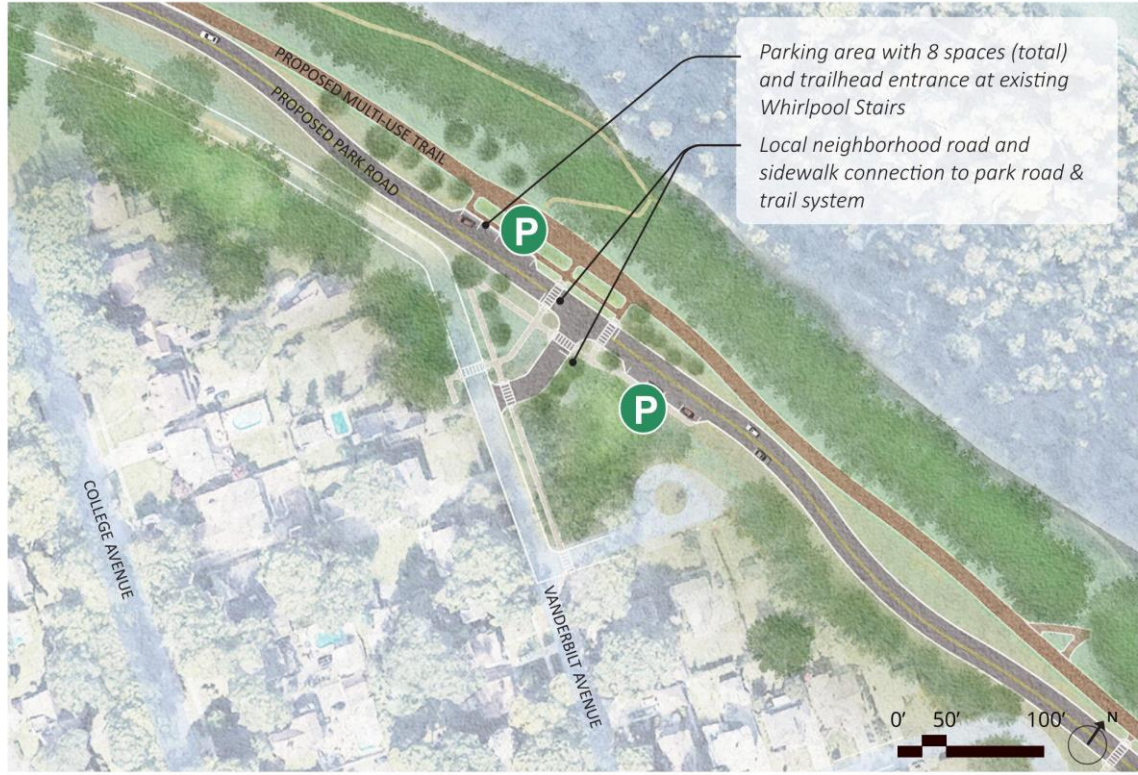 Parking area with 8 spaces (total)
and trailhead entrance at existing
Whirlpool Stairs
Local neighborhood road and
sidewalk connection to park road &
trail system
PROPOSED MULTI-USE TRAIL
PROPOSED PARK ROAD
P
P
COLLEGE AVENUE
VANDERBILT AVENUE
0' 50' 100'
N